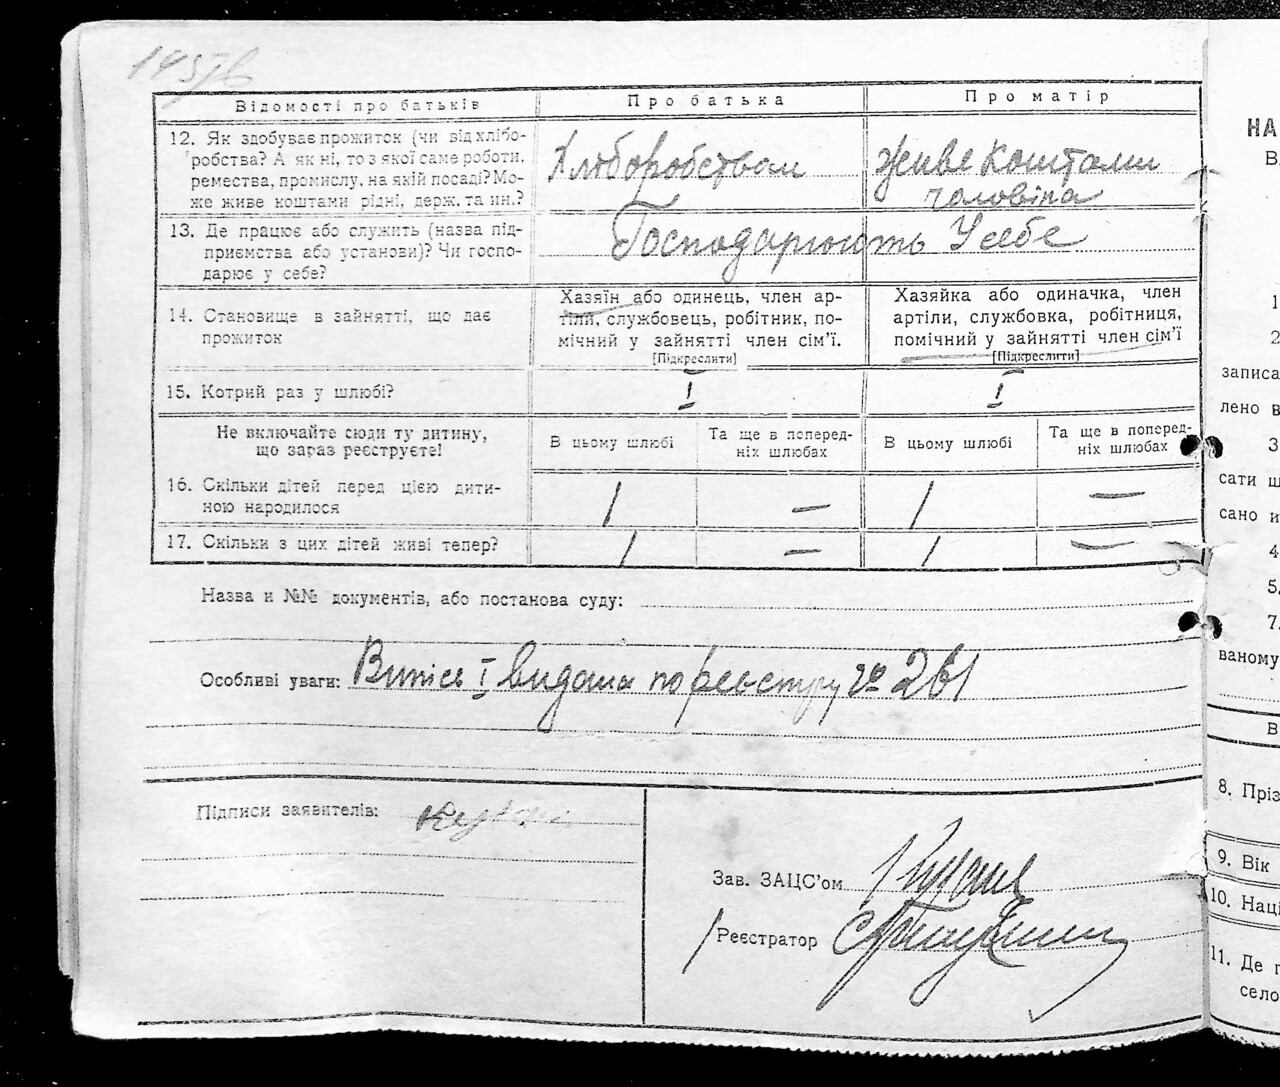 Відомості про батьків
Про батька
Про матір
12. Як здобуває прожиток (чи від хлібо-
робства? А як ні, то з якої саме роботи,
ремества, промислу, на якій посаді? Мо-
же живе коштами рідні, держ. та ин.?
Хліборобством
живе коштами
чоловіка
13. Де працює або служить (назва під-
приємства або установи)? Чи госпо-
дарює у себе?
Господарюють у себе
14. Становище в зайнятті, що дає
прожиток
Хазяїн або одинець, член ар-
тіли, службовець, робітник, по-
мічний у зайнятті член сім’ї.
[Підкреслити]
Хазяйка або одиначка, член
артіли, службовка, робітниця,
помічний у зайнятті член сім’ї
[Підкреслити]
15. Котрий раз у шлюбі?
I
I
Не включайте сюди ту дитину,
що зараз реєструєте!
В цьому шлюбі
Та ще в поперед-
ніх шлюбах
В цьому шлюбі
Та ще в поперед-
ніх шлюбах
16. Скільки дітей перед цією дити-
ною народилося
1
—
1
—
17. Скільки з цих дітей живі тепер?
1
—
1
—
Назва и №№ документів, або постанова суду:
Особливі уваги: Випіс I видана по реєстру № 261
Підписи заявителів:
Зав. ЗАЦС’ом
Реєстратор
НА
В
1
2
записа
лено в
3
сати ш
сано и
4
5.
7.
ваному
В
8. Пріз
9. Вік
10. Наці
11. Де п
село